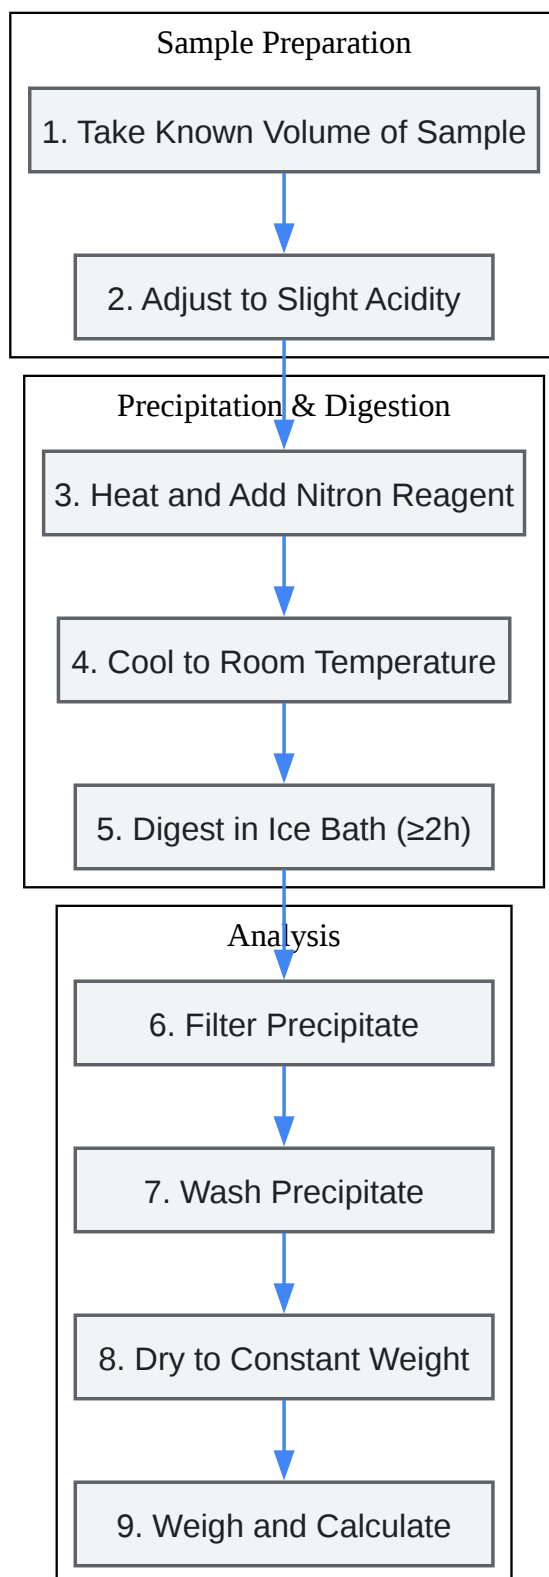 Sample Preparation
1. Take Known Volume of Sample
2. Adjust to Slight Acidity
Precipitation & Digestion
3. Heat and Add Nitron Reagent
4. Cool to Room Temperature
5. Digest in Ice Bath (≥2h)
Analysis
6. Filter Precipitate
7. Wash Precipitate
8. Dry to Constant Weight
9. Weigh and Calculate